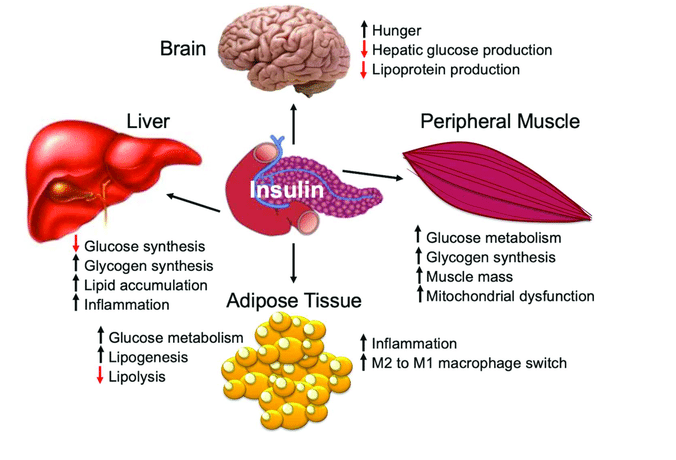 Brain
Hunger
Hepatic glucose production
Lipoprotein production
Liver
Peripheral Muscle
Insulin
Glucose synthesis
Glycogen synthesis
Lipid accumulation
Inflammation
Glucose metabolism
Glycogen synthesis
Muscle mass
Mitochondrial dysfunction
Adipose Tissue
Glucose metabolism
Lipogenesis
Lipolysis
Inflammation
M2 to M1 macrophage switch